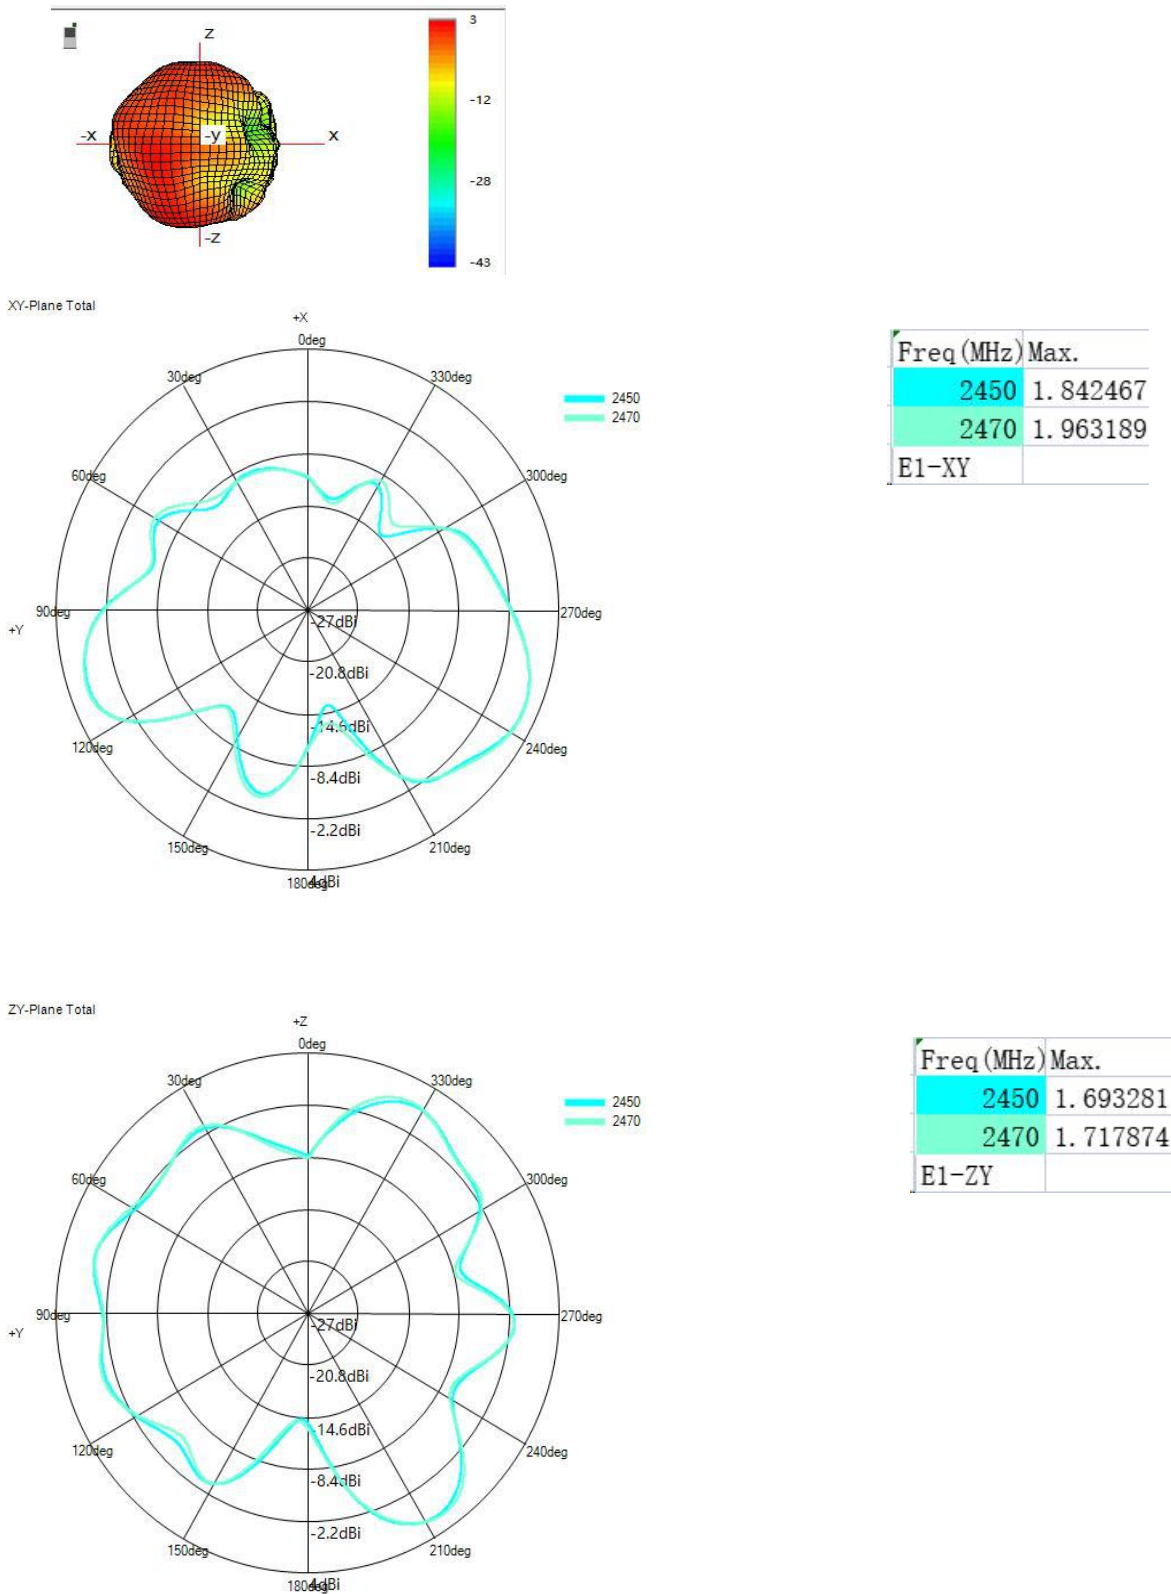 3
Z
-12
-X
-y
X
-28
-Z
-43
XY-Plane Total
+X
0deg
30deg
330deg
2450
2470
60deg
300deg
90deg
270deg
+Y
-27dBi
-20.8dBi
-14.6dBi
120deg
240deg
-8.4dBi
-2.2dBi
150deg
210deg
180deg
4dBi
Freq(MHz) Max.
2450 1.842467
2470 1.963189
E1-XY
ZY-Plane Total
+Z
0deg
30deg
330deg
2450
2470
60deg
300deg
90deg
270deg
+Y
-27dBi
-20.8dBi
-14.6dBi
120deg
240deg
-8.4dBi
-2.2dBi
150deg
210deg
180deg
4dBi
Freq(MHz) Max.
2450 1.693281
2470 1.717874
E1-ZY